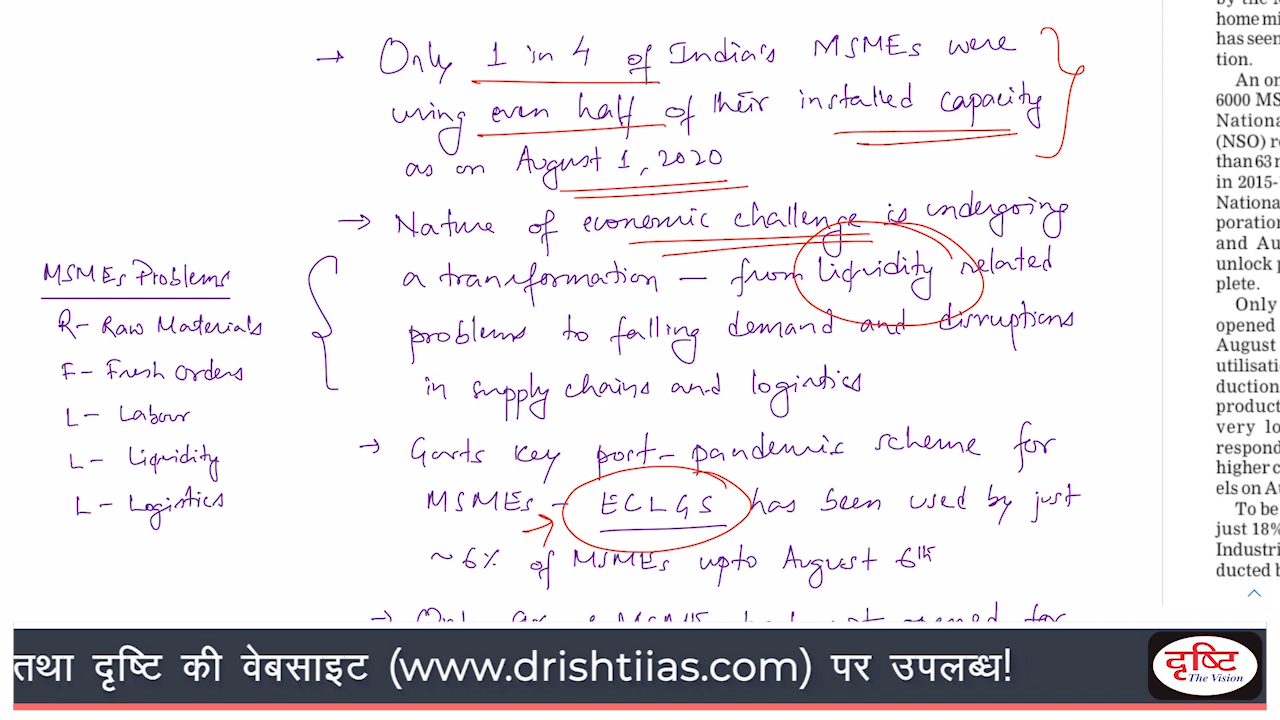 → Only 1 in 4 of India's MSMEs were
using even half of their installed capacity
as on August 1, 2020
→ Nature of economic challenge is undergoing
a transformation – from liquidity related
problems to falling demand and disruptions
in supply chains and logistics
→ Govts key post-pandemic scheme for
MSMEs – ECLGS has been used by just
~6% of MSMEs upto August 6th
→ Only
MSMEs Problems
R- Raw Materials
F- Fresh Orders
L- Labour
L- Liquidity
L- Logistics
home mi
has seen
tion.
An on
6000 MS
Nationa
(NSO) re
than 63 m
in 2015-1
Nationa
poration
and Au
unlock p
plete.
Only
opened
August
utilisati
duction
product
very lo
respond
higher c
els on Au
To be
just 18%
Industri
ducted b
तथा दृष्टि की वेबसाइट (www.drishtiias.com) पर उपलब्ध!
दृष्टि
The Vision